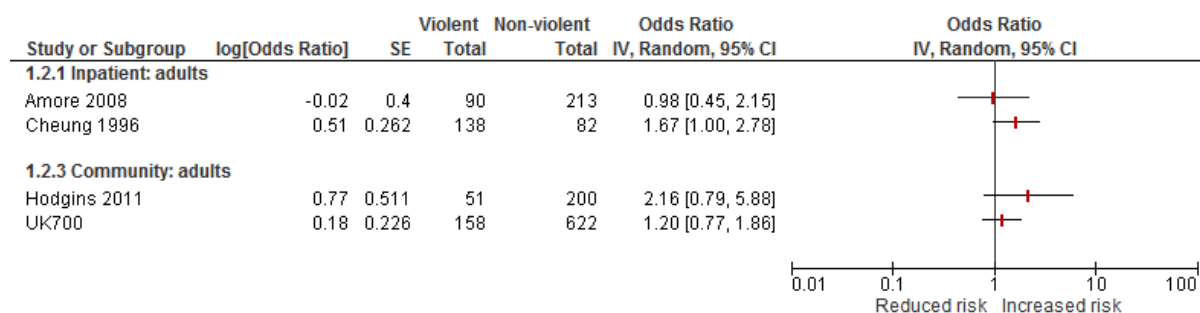 Violent Non-violent Odds Ratio Odds Ratio
Study or Subgroup log[Odds Ratio] SE Total Total IV, Random, 95% CI IV, Random, 95% CI
1.2.1 Inpatient: adults
Amore 2008 -0.02 0.4 90 213 0.98 [0.45, 2.15]
Cheung 1996 0.51 0.262 138 82 1.67 [1.00, 2.78]
1.2.3 Community: adults
Hodgins 2011 0.77 0.511 51 200 2.16 [0.79, 5.88]
UK700 0.18 0.226 158 622 1.20 [0.77, 1.86]
0.01 0.1 1 10 100
Reduced risk Increased risk